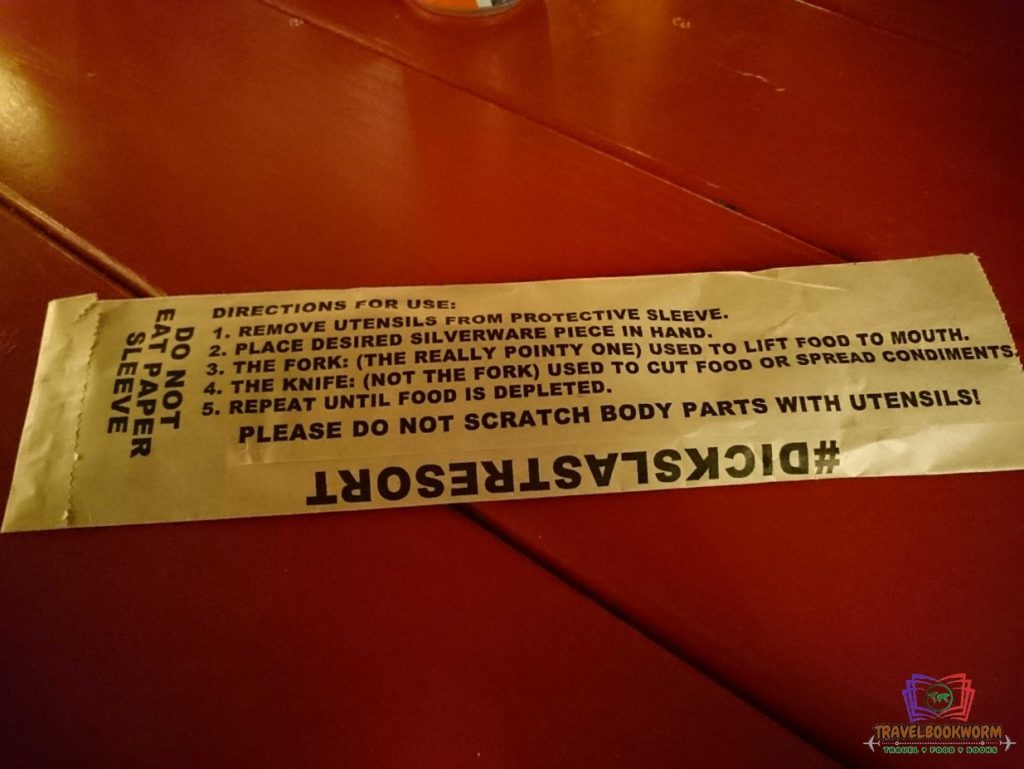 DO NOT
EAT PAPER
SLEEVE
DIRECTIONS FOR USE:
1. REMOVE UTENSILS FROM PROTECTIVE SLEEVE.
2. PLACE DESIRED SILVERWARE PIECE IN HAND.
3. THE FORK: (THE REALLY POINTY ONE) USED TO LIFT FOOD TO MOUTH.
4. THE KNIFE: (NOT THE FORK) USED TO CUT FOOD OR SPREAD CONDIMENTS.
5. REPEAT UNTIL FOOD IS DEPLETED.
PLEASE DO NOT SCRATCH BODY PARTS WITH UTENSILS!
#DICKSLASTRESORT
TRAVELBOOKWORM
TRAVEL ♥ FOOD ♥ BOOKS